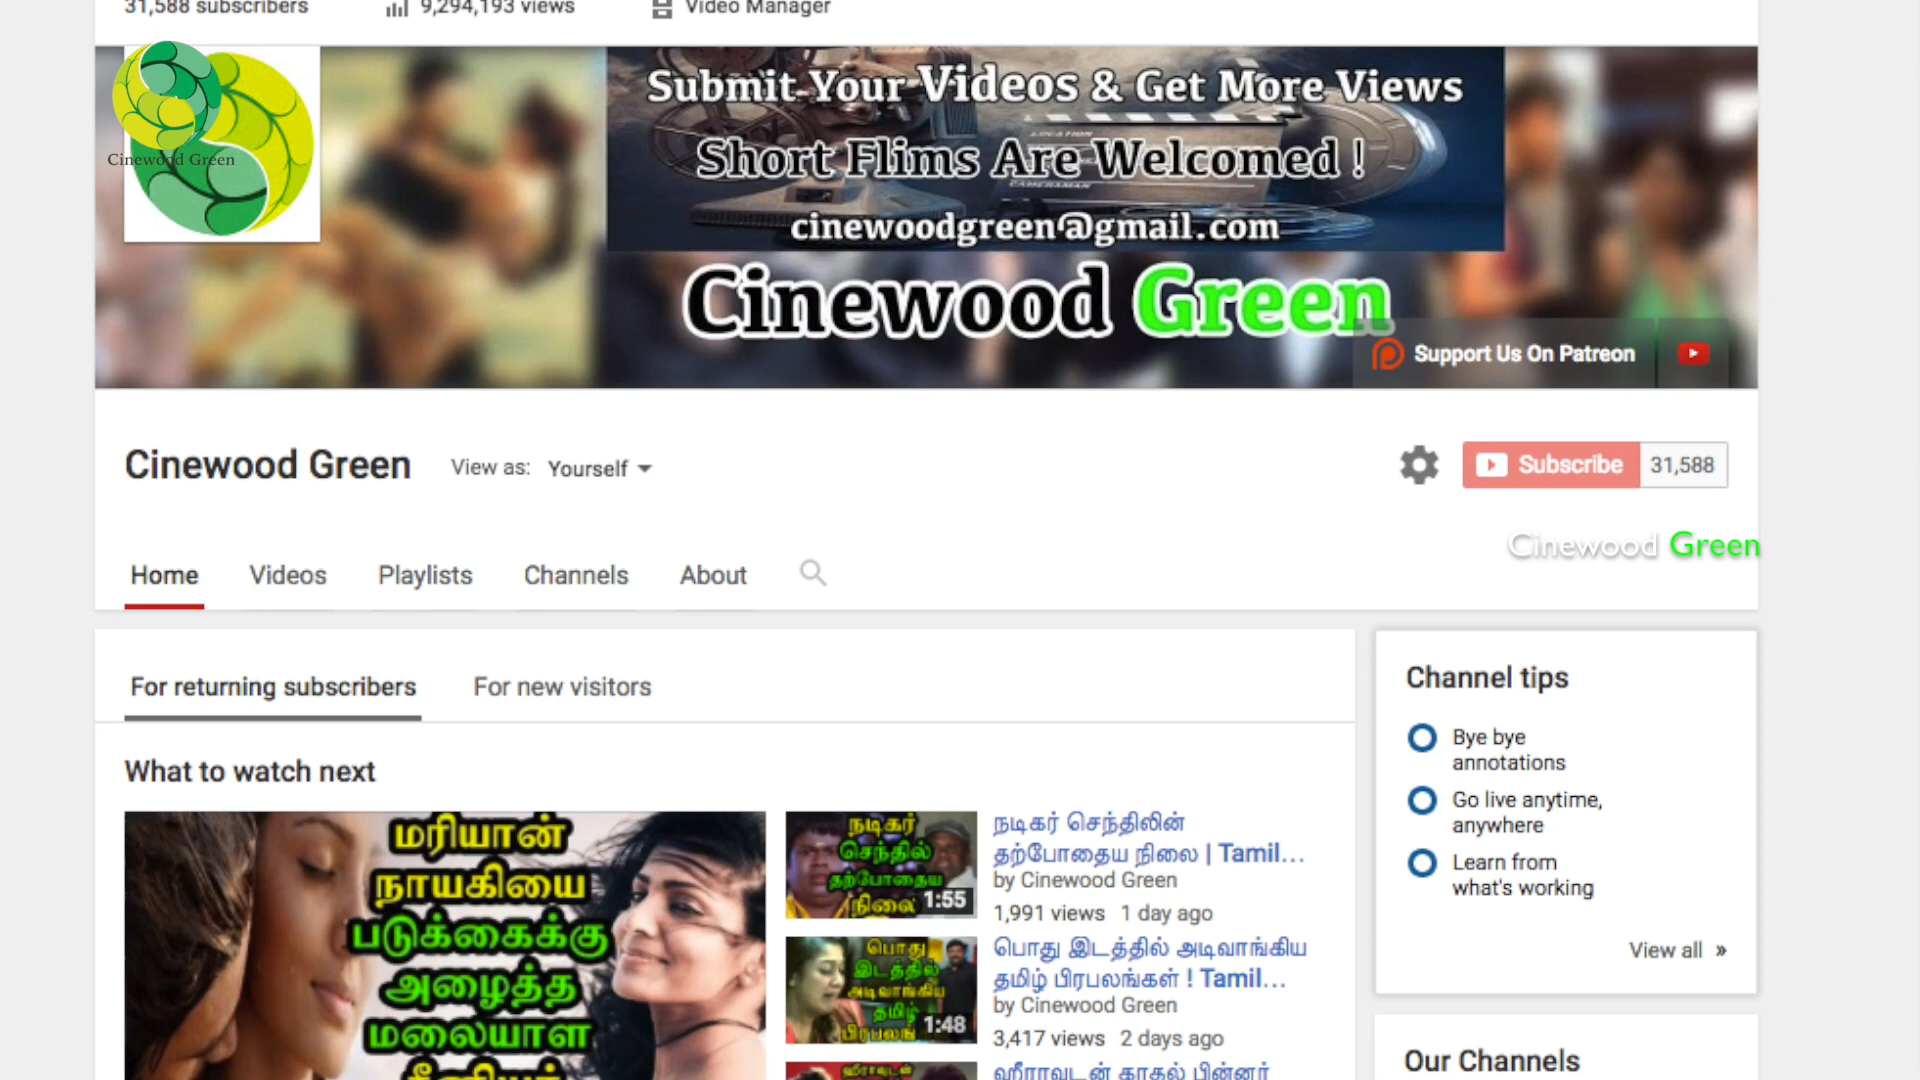 31,588 subscribers
9,294,193 views
Video Manager
Submit Your Videos & Get More Views
Short Flims Are Welcomed !
cinewoodgreen@gmail.com
Cinewood Green
Cinewood Green
Support Us On Patreon
Cinewood Green
View as: Yourself
Subscribe 31,588
Cinewood Green
Home
Videos
Playlists
Channels
About
For returning subscribers
For new visitors
What to watch next
மரியான்
நாயகியை
படுக்கைக்கு
அழைத்த
மலையாள
நடிகர்
செந்தில்
தற்போதைய
நிலை
1:55
நடிகர் செந்திலின்
தற்போதைய நிலை | Tamil...
by Cinewood Green
1,991 views 1 day ago
பொது
இடத்தில்
அடிவாங்கிய
தமிழ்
1:48
பொது இடத்தில் அடிவாங்கிய
தமிழ் பிரபலங்கள் ! Tamil...
by Cinewood Green
3,417 views 2 days ago
ஹீராவுடன்
ஹீராவுடன் காதல் பின்னர்
Channel tips
Bye bye
annotations
Go live anytime,
anywhere
Learn from
what's working
View all »
Our Channels